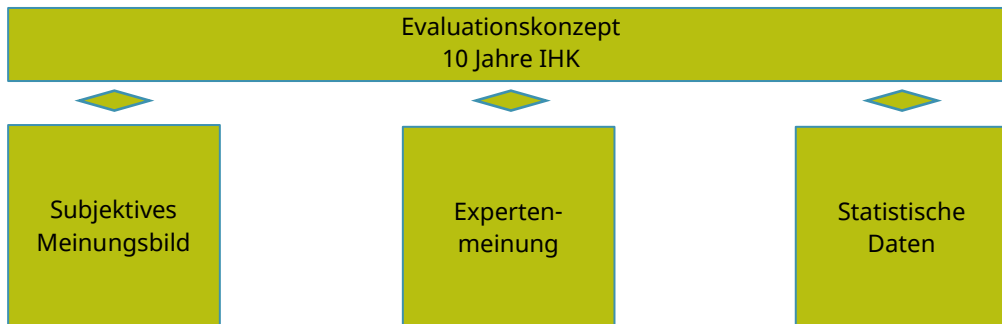 Evaluationskonzept
10 Jahre IHK
Subjektives
Meinungsbild
Experten-
meinung
Statistische
Daten